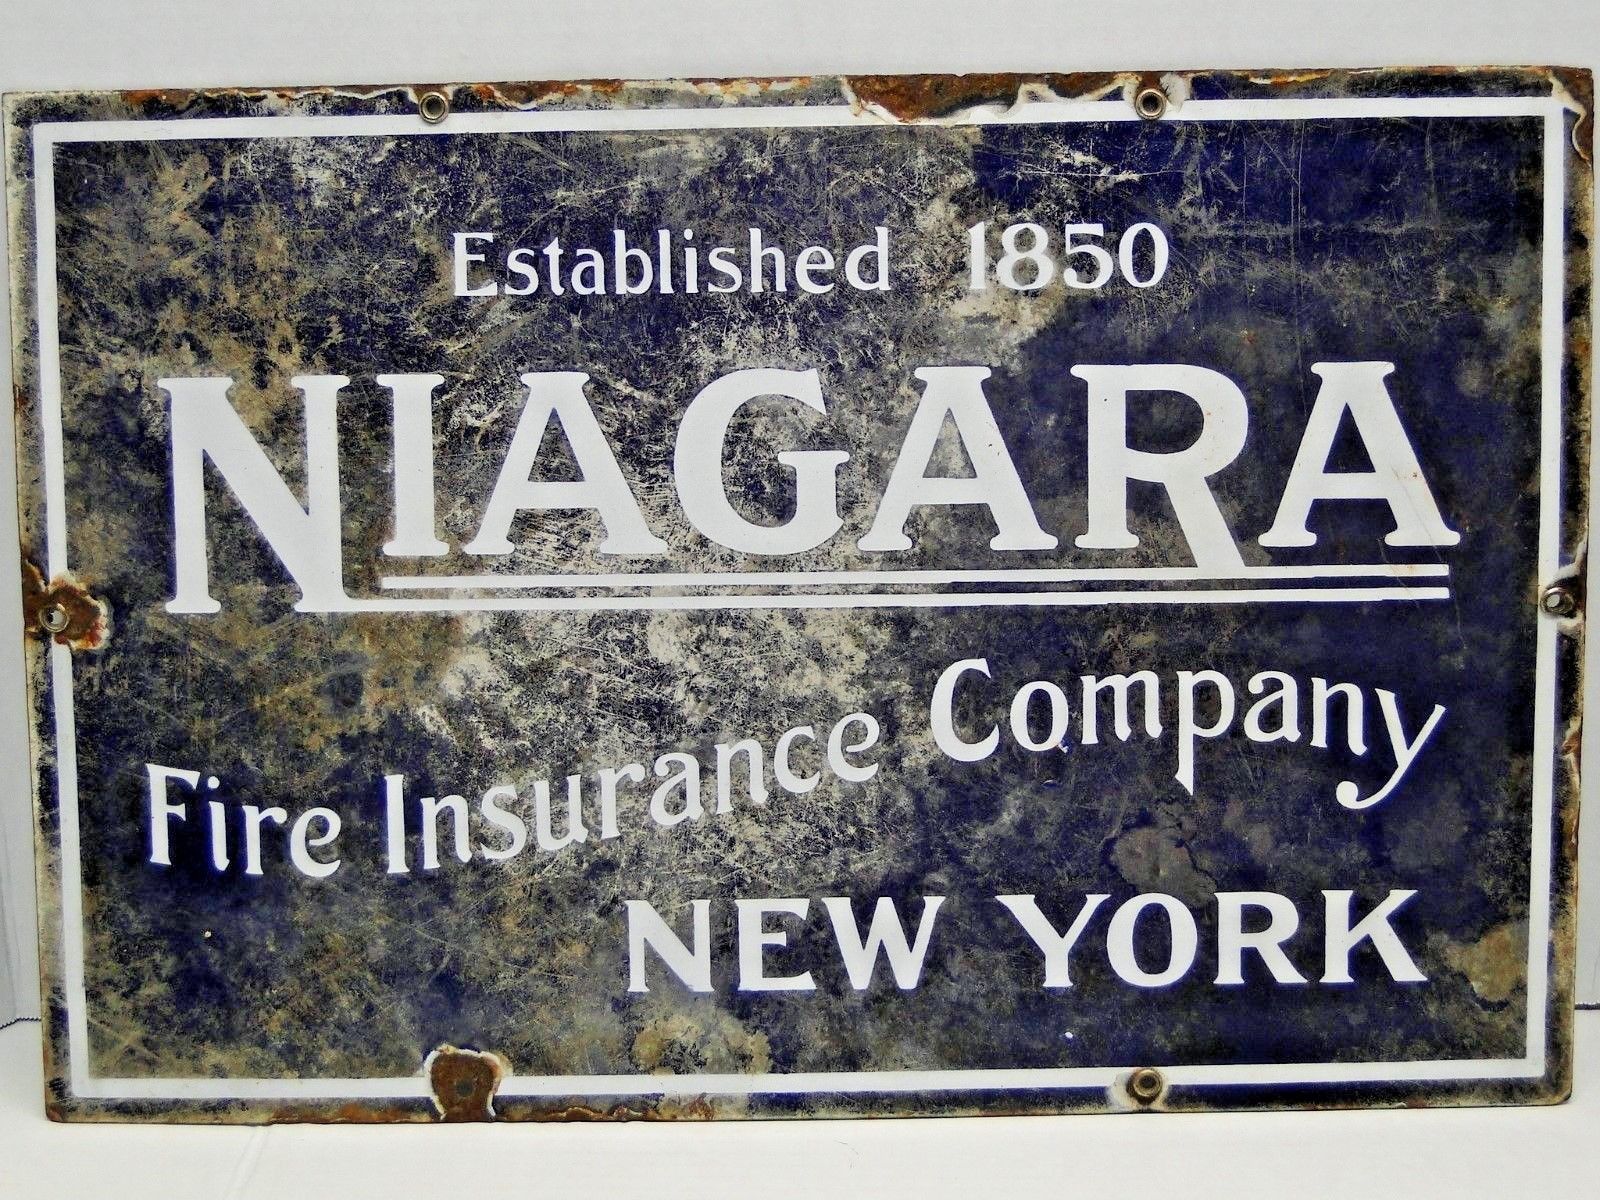 Established 1850
NIAGARA
Fire Insurance Company
NEW YORK